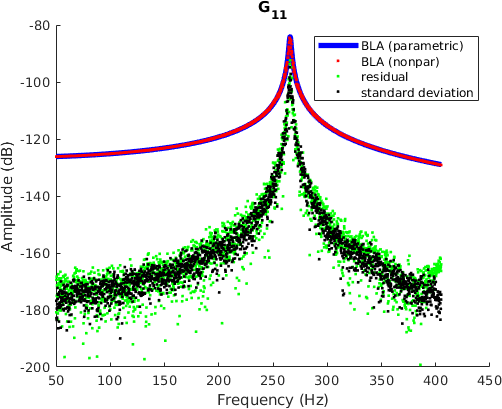 G11
-80
-100
-120
-140
-160
-180
-200
Amplitude (dB)
BLA (parametric)
BLA (nonpar)
residual
standard deviation
50 100 150 200 250 300 350 400 450
Frequency (Hz)